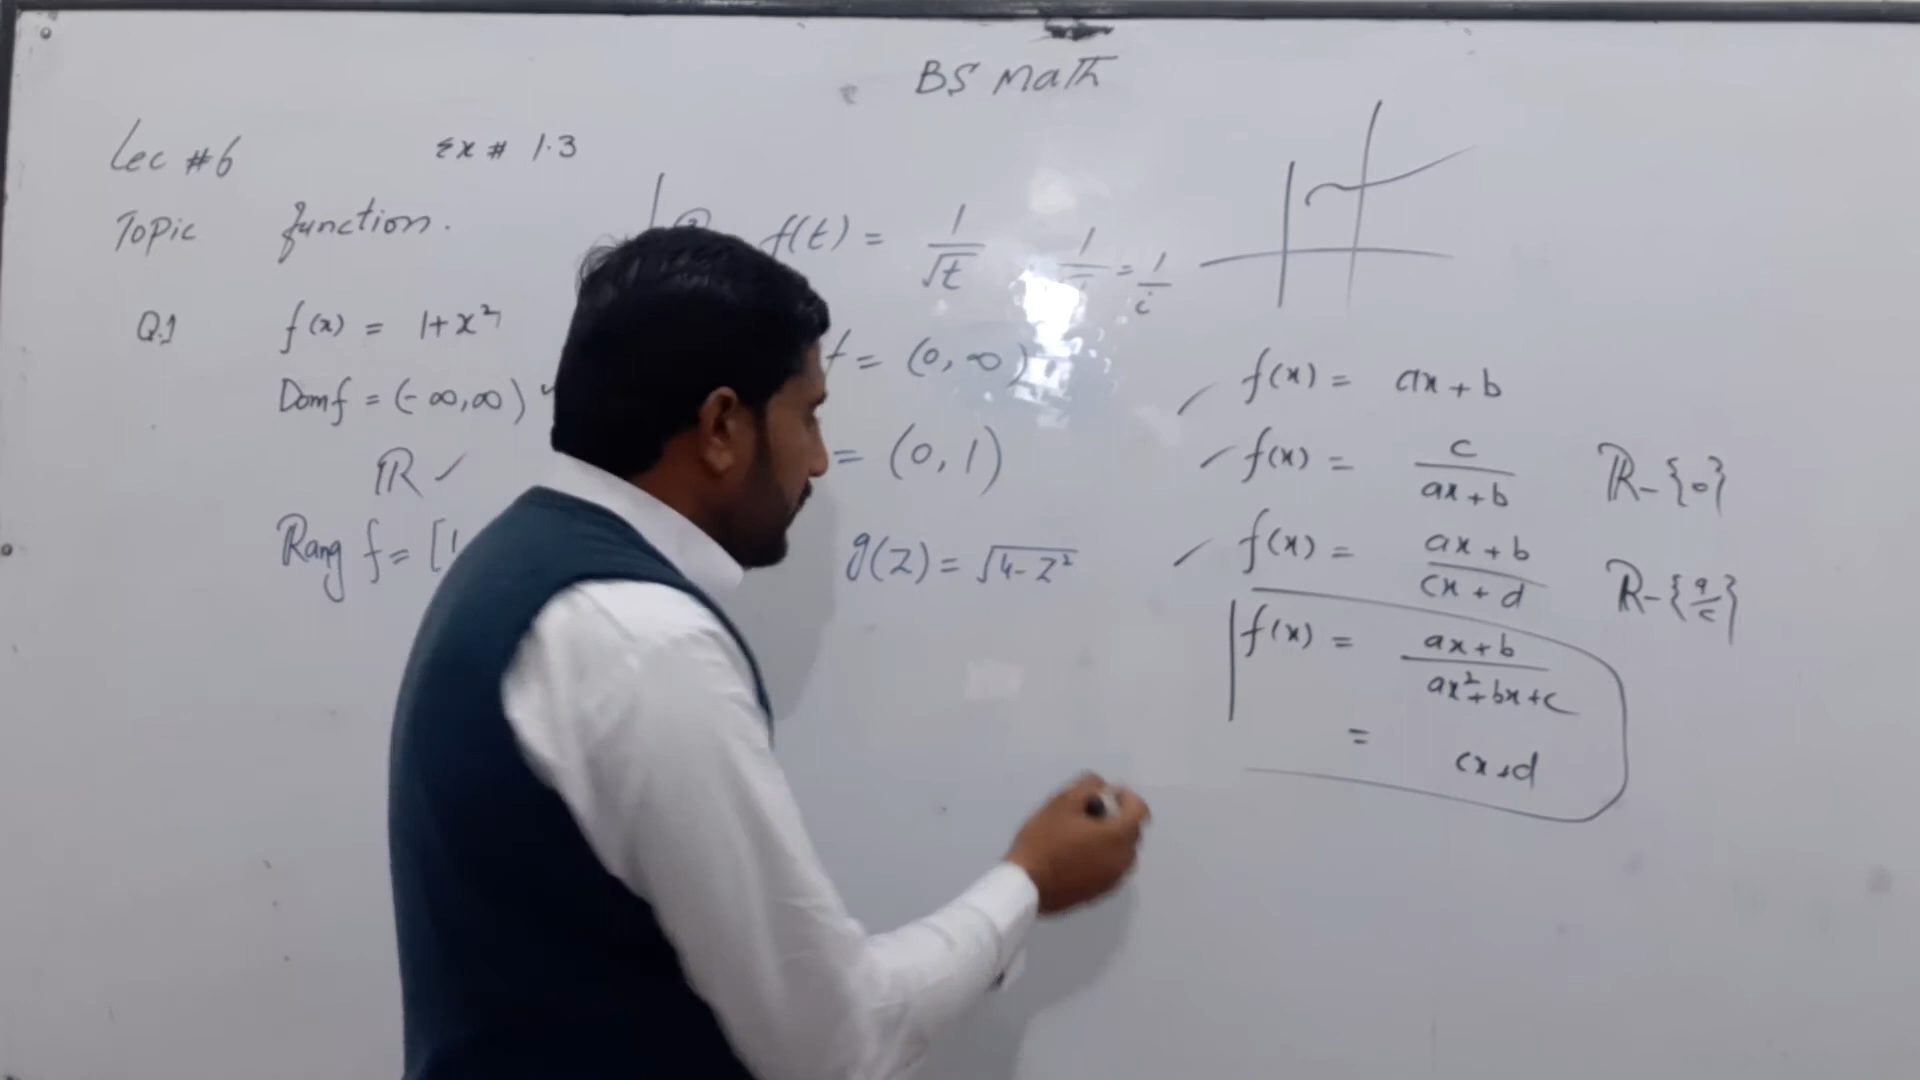 BS Math
Lec #6 Ex # 1.3
Topic function.
Q.1 f(x) = 1+x²
Domf = (-∞,∞)
ℝ ✓
Rang f = [1
f(t) = 1/√t
= 1/i
f = (0,∞)
= (0,1)
g(Z) = √4-Z²
✓ f(x) = ax+b
✓ f(x) = c/ax+b ℝ-{0}
✓ f(x) = ax+b/cx+d ℝ-{a/c}
f(x) = ax+b/ax²+bx+c
= cx+d